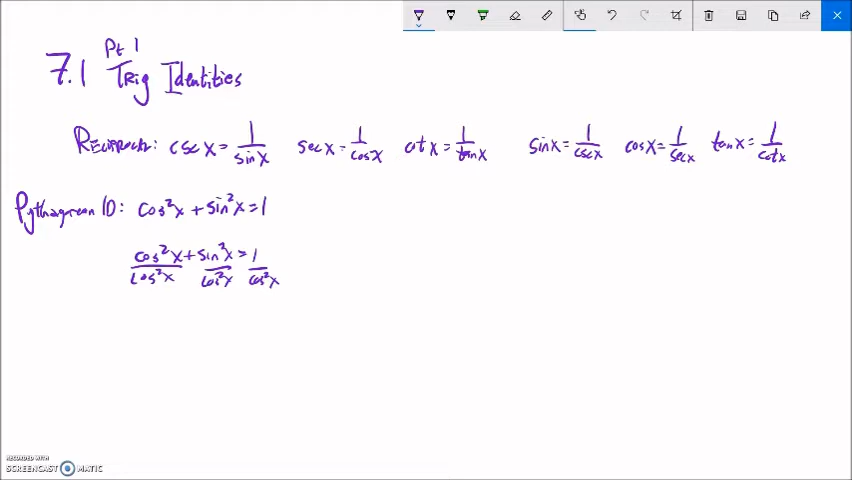 Pt 1
7.1 Trig Identities
Reciprocal: csc x = 1/sin x sec x = 1/cos x cot x = 1/tan x sin x = 1/csc x cos x = 1/sec x tan x = 1/cot x
Pythagorean ID: cos²x + sin²x = 1
cos²x/cos²x + sin²x/cos²x = 1/cos²x
RECORDED WITH
SCREENCAST MATIC